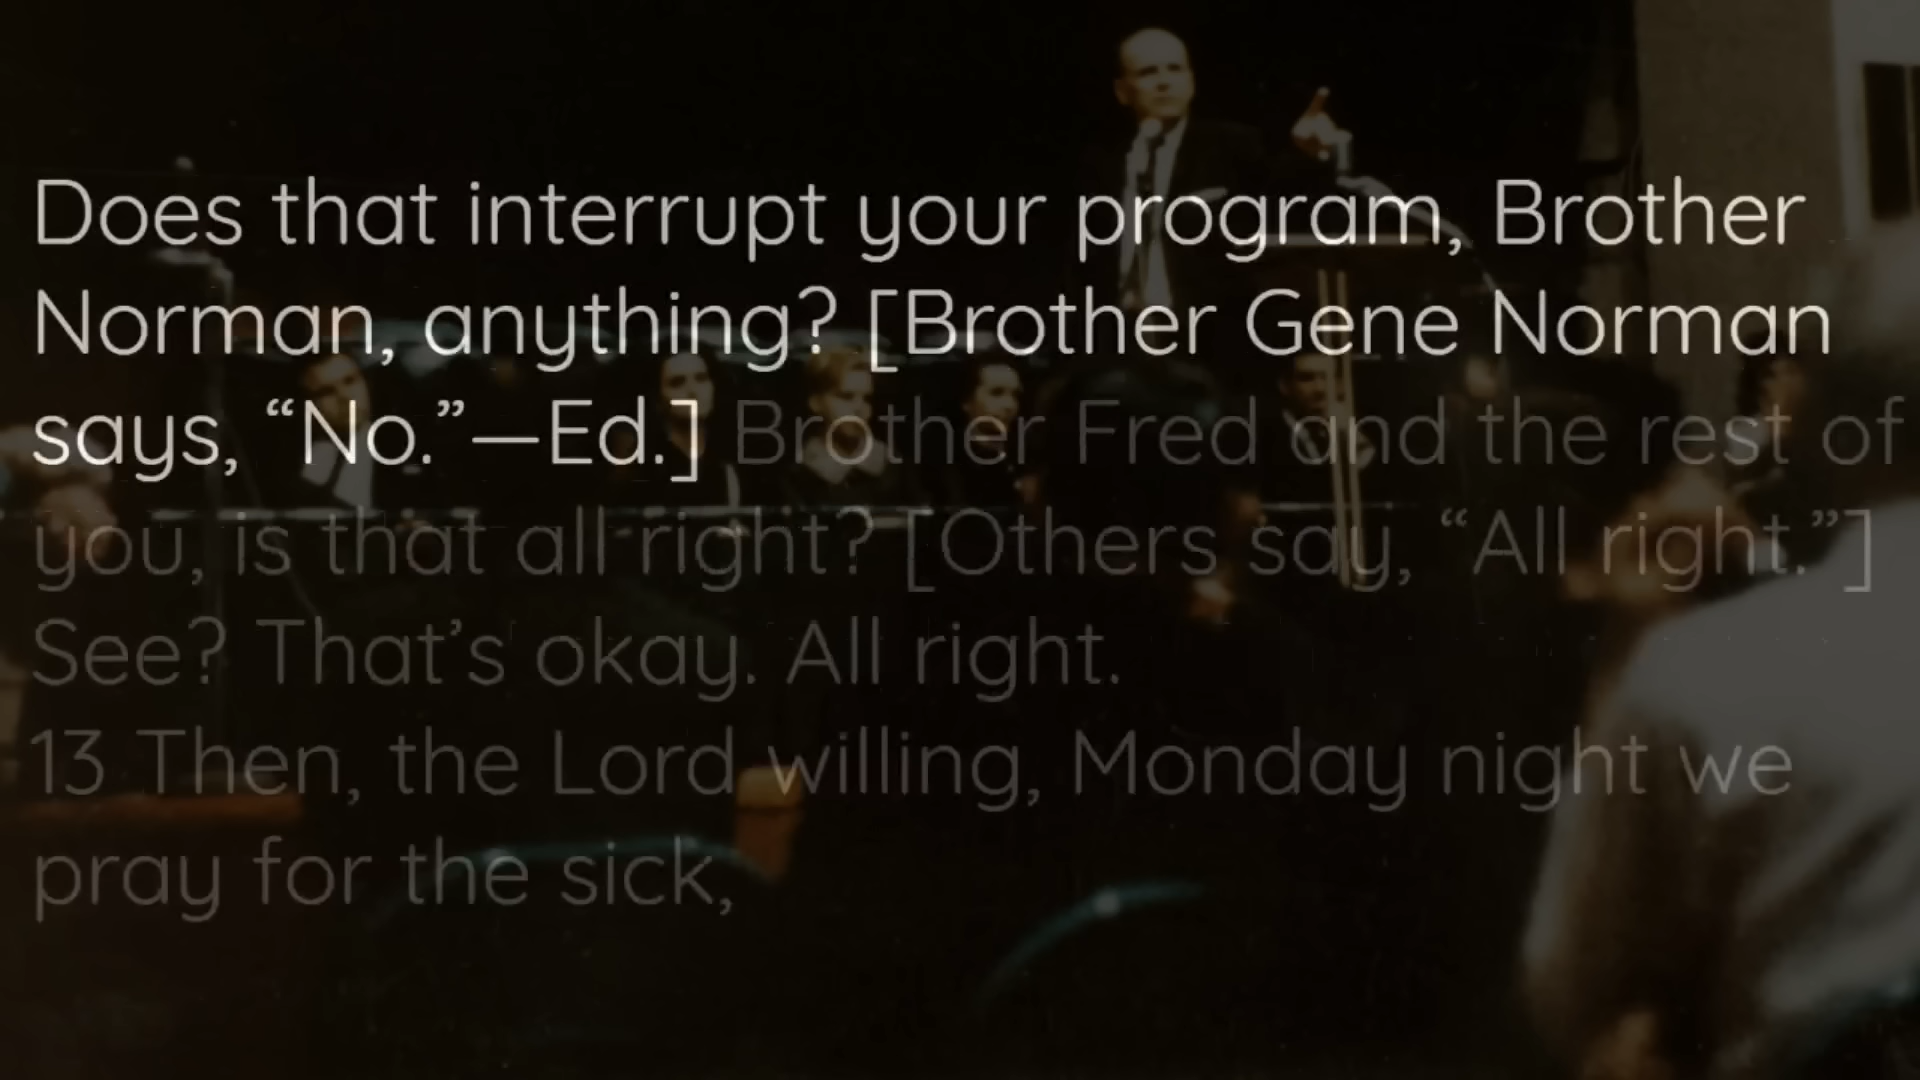 Does that interrupt your program, Brother
Norman, anything? [Brother Gene Norman
says, “No.”—Ed.] Brother Fred and the rest of
you, is that all right? [Others say, “All right.”]
See? That’s okay. All right.
13 Then, the Lord willing, Monday night we
pray for the sick,